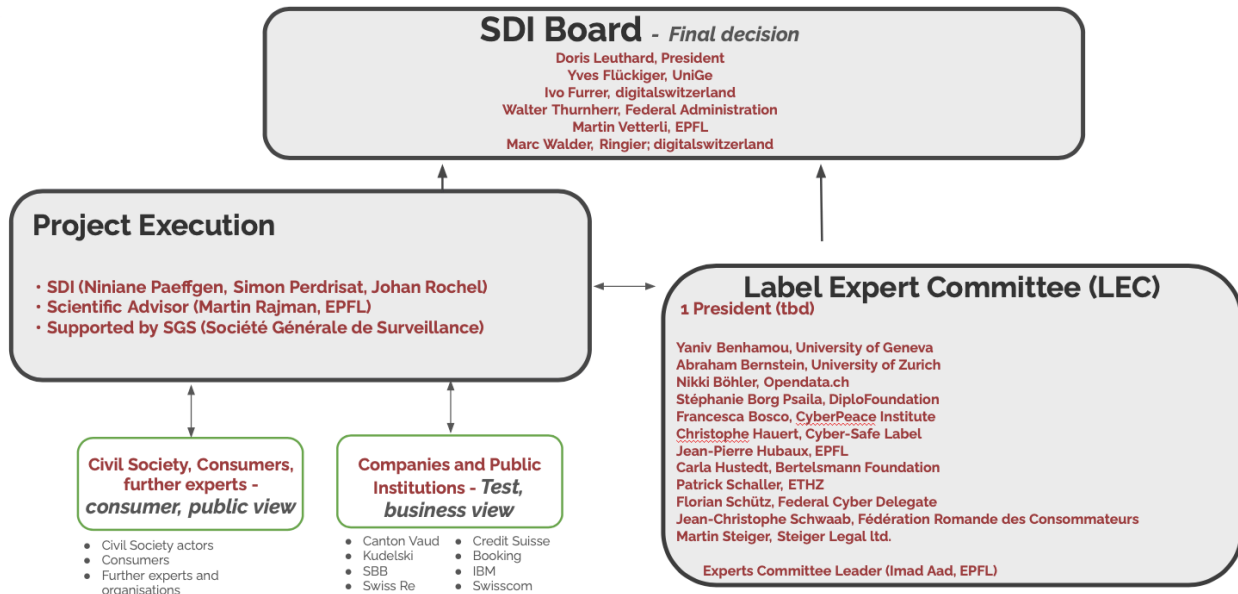 SDI Board - Final decision
Doris Leuthard, President
Yves Flückiger, UniGe
Ivo Furrer, digitalswitzerland
Walter Thurnherr, Federal Administration
Martin Vetterli, EPFL
Marc Walder, Ringier; digitalswitzerland
Project Execution
• SDI (Niniane Paeffgen, Simon Perdrisat, Johan Rochel)
• Scientific Advisor (Martin Rajman, EPFL)
• Supported by SGS (Société Générale de Surveillance)
Label Expert Committee (LEC)
1 President (tbd)
Yaniv Benhamou, University of Geneva
Abraham Bernstein, University of Zurich
Nikki Böhler, Opendata.ch
Stéphanie Borg Psaila, DiploFoundation
Francesca Bosco, CyberPeace Institute
Christophe Hauert, Cyber-Safe Label
Jean-Pierre Hubaux, EPFL
Carla Hustedt, Bertelsmann Foundation
Patrick Schaller, ETHZ
Florian Schütz, Federal Cyber Delegate
Jean-Christophe Schwaab, Fédération Romande des Consommateurs
Martin Steiger, Steiger Legal ltd.
Experts Committee Leader (Imad Aad, EPFL)
Civil Society, Consumers,
further experts -
consumer, public view
● Civil Society actors
● Consumers
● Further experts and
organisations
Companies and Public
Institutions - Test,
business view
● Canton Vaud
● Kudelski
● SBB
● Swiss Re
● Credit Suisse
● Booking
● IBM
● Swisscom